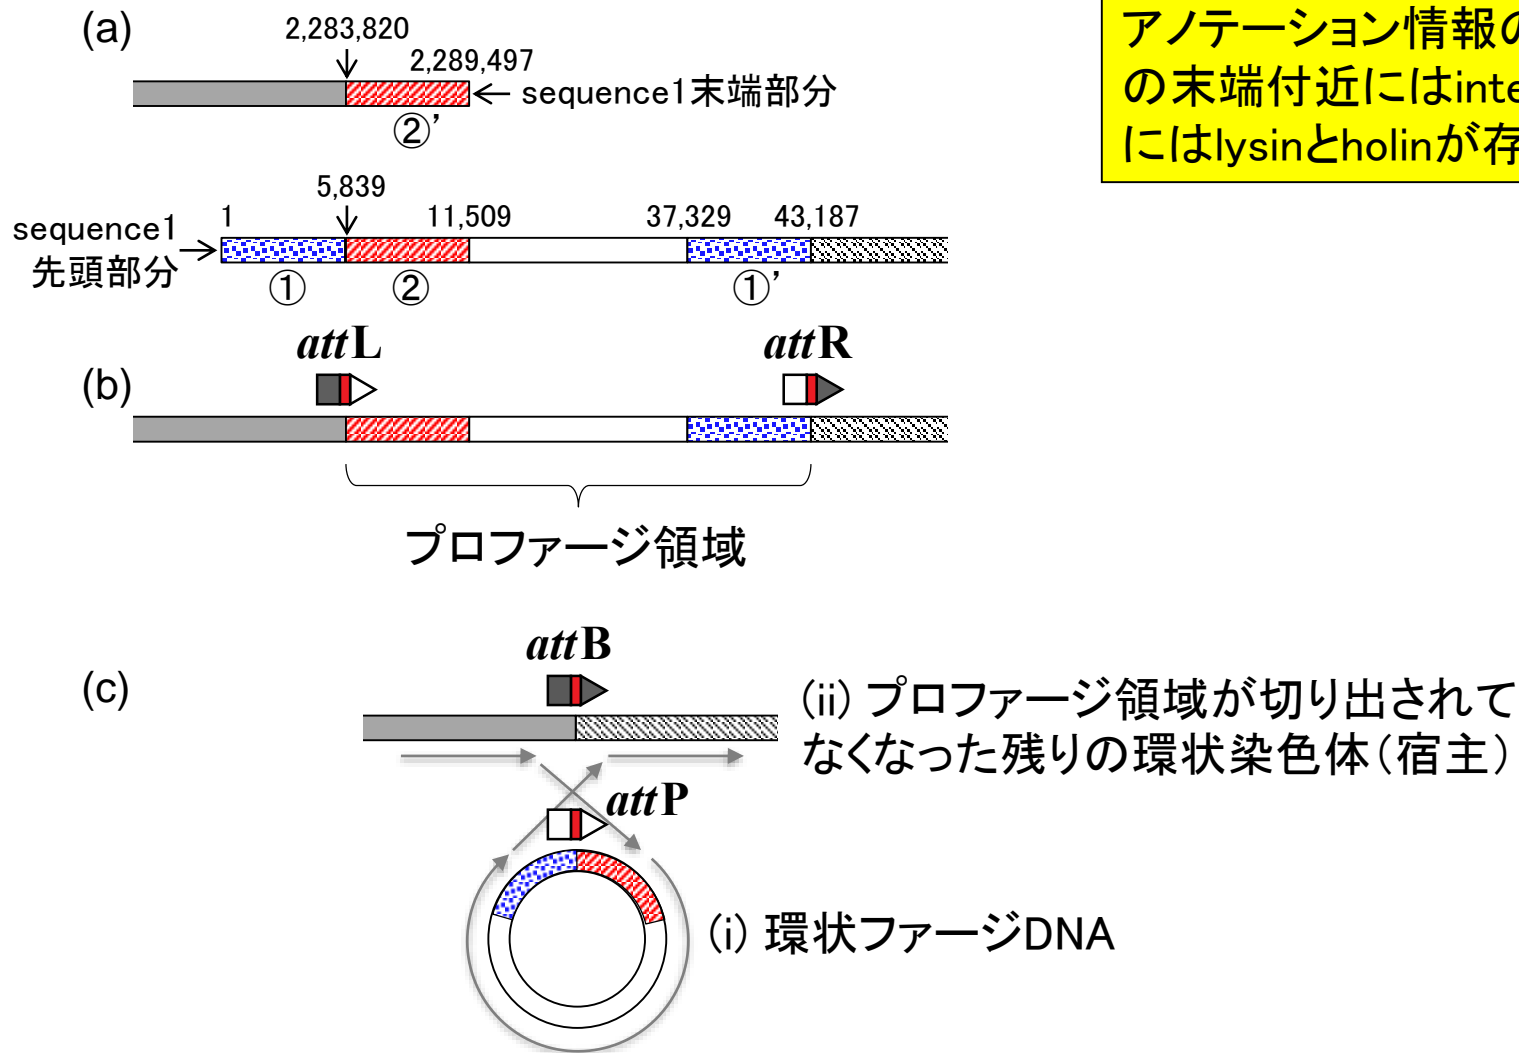 (a)
2,283,820
2,289,497
sequence1末端部分
②’
アノテーション情報の
の末端付近にはinte
にはlysinとholinが存
5,839
sequence1
先頭部分
1
11,509
37,329
43,187
①
②
①’
attL
attR
(b)
プロファージ領域
(c)
attB
(ii) プロファージ領域が切り出されて
なくなった残りの環状染色体（宿主）
attP
(i) 環状ファージDNA